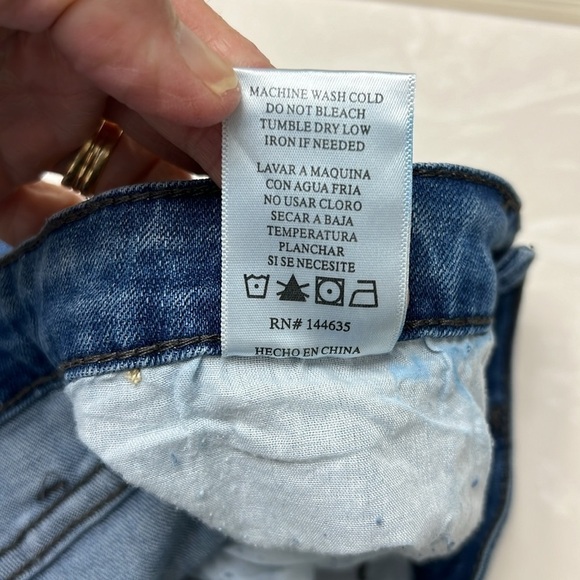 MACHINE WASH COLD
DO NOT BLEACH
TUMBLE DRY LOW
IRON IF NEEDED
LAVAR A MAQUINA
CON AGUA FRIA
NO USAR CLORO
SECAR A BAJA
TEMPERATURA
PLANCHAR
SI SE NECESITE
RN# 144635
HECHO EN CHINA